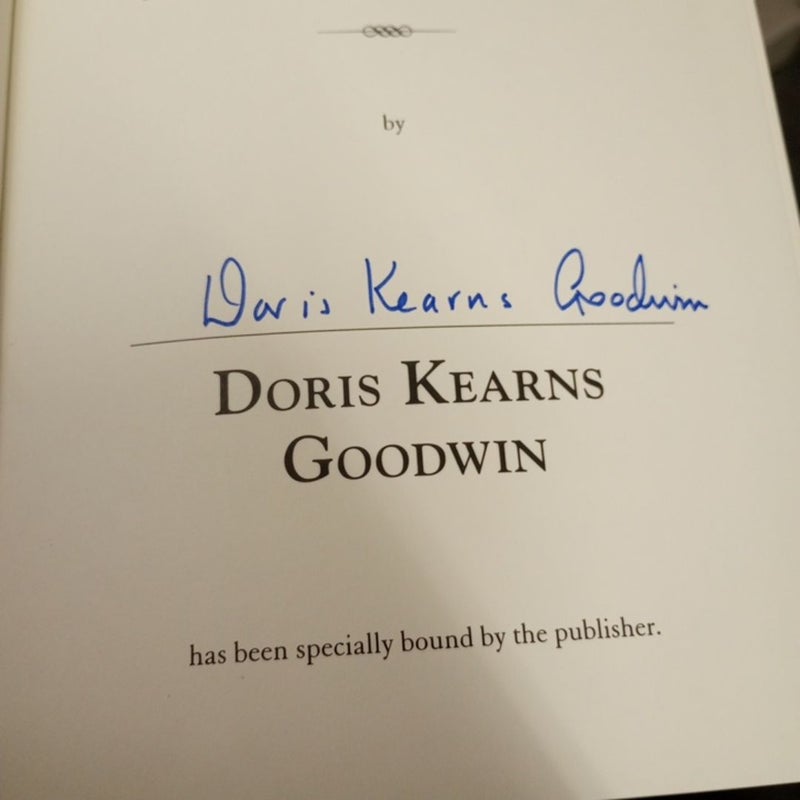 by
Doris Kearns Goodwin
DORIS KEARNS
GOODWIN
has been specially bound by the publisher.